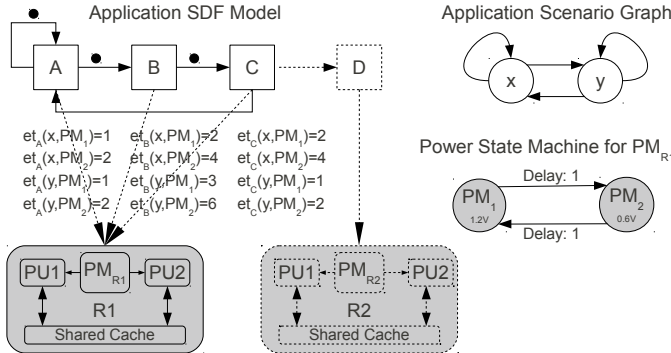 Application SDF Model
Application Scenario Graph
A
B
C
D
x
y
et_A(x,PM_1)=1
et_A(x,PM_2)=2
et_A(y,PM_1)=1
et_A(y,PM_2)=2
et_B(x,PM_1)=2
et_B(x,PM_2)=4
et_B(y,PM_1)=3
et_B(y,PM_2)=6
et_C(x,PM_1)=2
et_C(x,PM_2)=4
et_C(y,PM_1)=1
et_C(y,PM_2)=2
Power State Machine for PM_R1
PM_1
1.2V
Delay: 1
Delay: 1
PM_2
0.6V
PU1
PM_R1
PU2
R1
Shared Cache
PU1
PM_R2
PU2
R2
Shared Cache